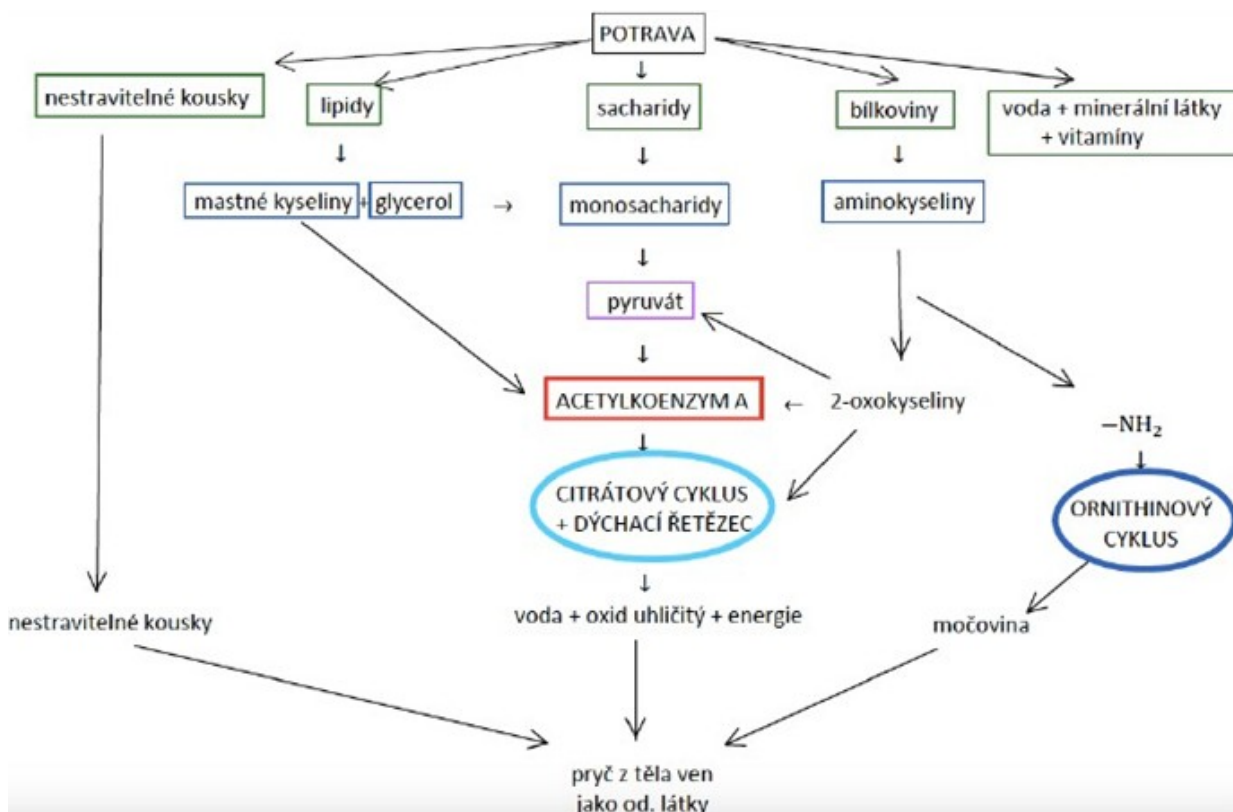 POTRAVA
nestravitelné kousky
lipidy
sacharidy
bílkoviny
voda + minerální látky
+ vitamíny
mastné kyseliny + glycerol
monosacharidy
aminokyseliny
pyruvát
ACETYLKOENZYM A
2-oxokyseliny
−NH₂
CITRÁTOVÝ CYKLUS
+ DÝCHACÍ ŘETĚZEC
ORNITHINOVÝ
CYKLUS
nestravitelné kousky
voda + oxid uhličitý + energie
močovina
pryč z těla ven
jako od. látky